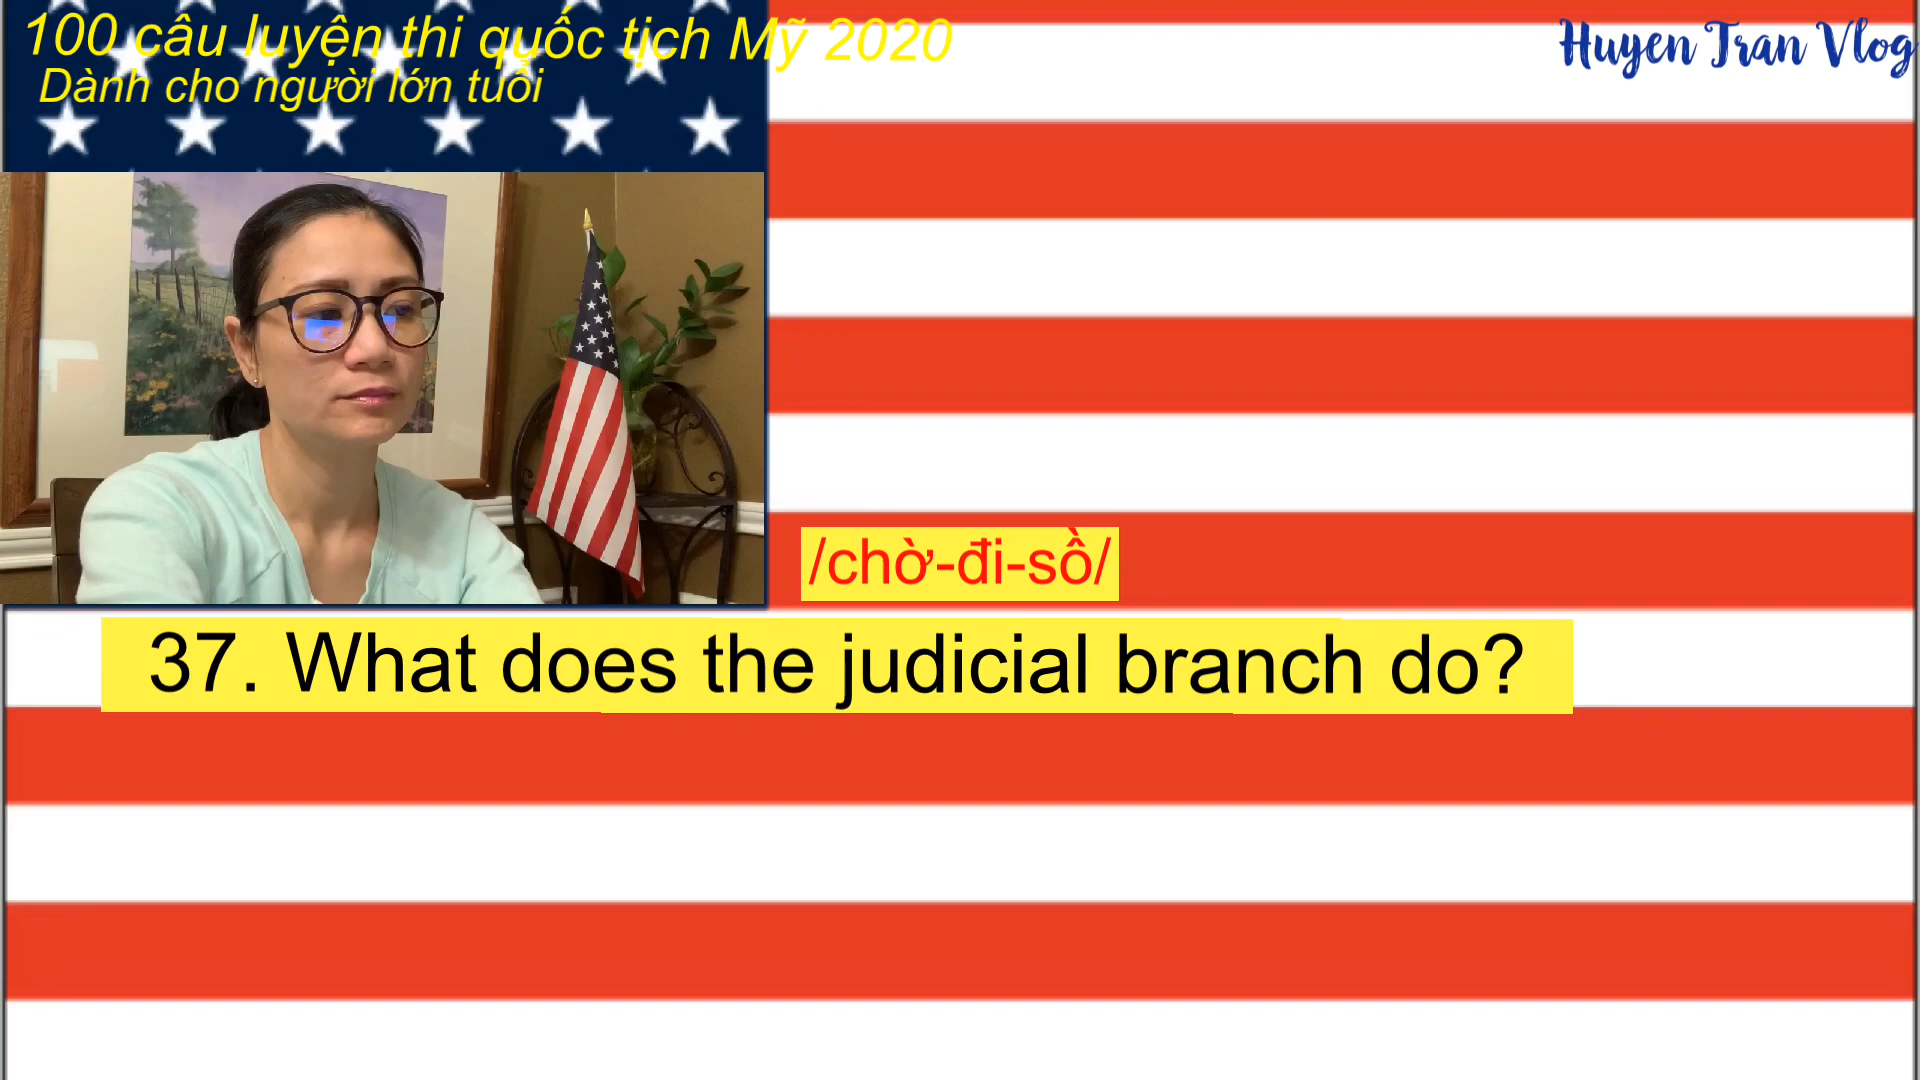 100 câu luyện thi quốc tịch Mỹ 2020
Dành cho người lớn tuổi
Huyen Tran Vlog
/chờ-đi-sồ/
37. What does the judicial branch do?